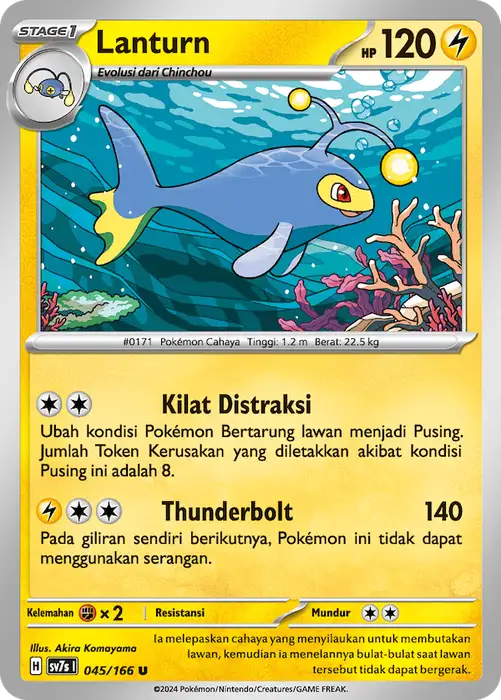 STAGE1
Lanturn
HP 120
Evolusi dari Chinchou
#0171 Pokémon Cahaya Tinggi: 1.2 m Berat: 22.5 kg
Kilat Distraksi
Ubah kondisi Pokémon Bertarung lawan menjadi Pusing.
Jumlah Token Kerusakan yang diletakkan akibat kondisi
Pusing ini adalah 8.
Thunderbolt 140
Pada giliran sendiri berikutnya, Pokémon ini tidak dapat
menggunakan serangan.
Kelemahan ×2 Resistansi Mundur
Illus. Akira Komayama
Ia melepaskan cahaya yang menyilaukan untuk membutakan
lawan, kemudian ia menelannya bulat-bulat saat lawan
tersebut tidak dapat bergerak.
H sv7s I 045/166 U
©2024 Pokémon/Nintendo/Creatures/GAME FREAK.